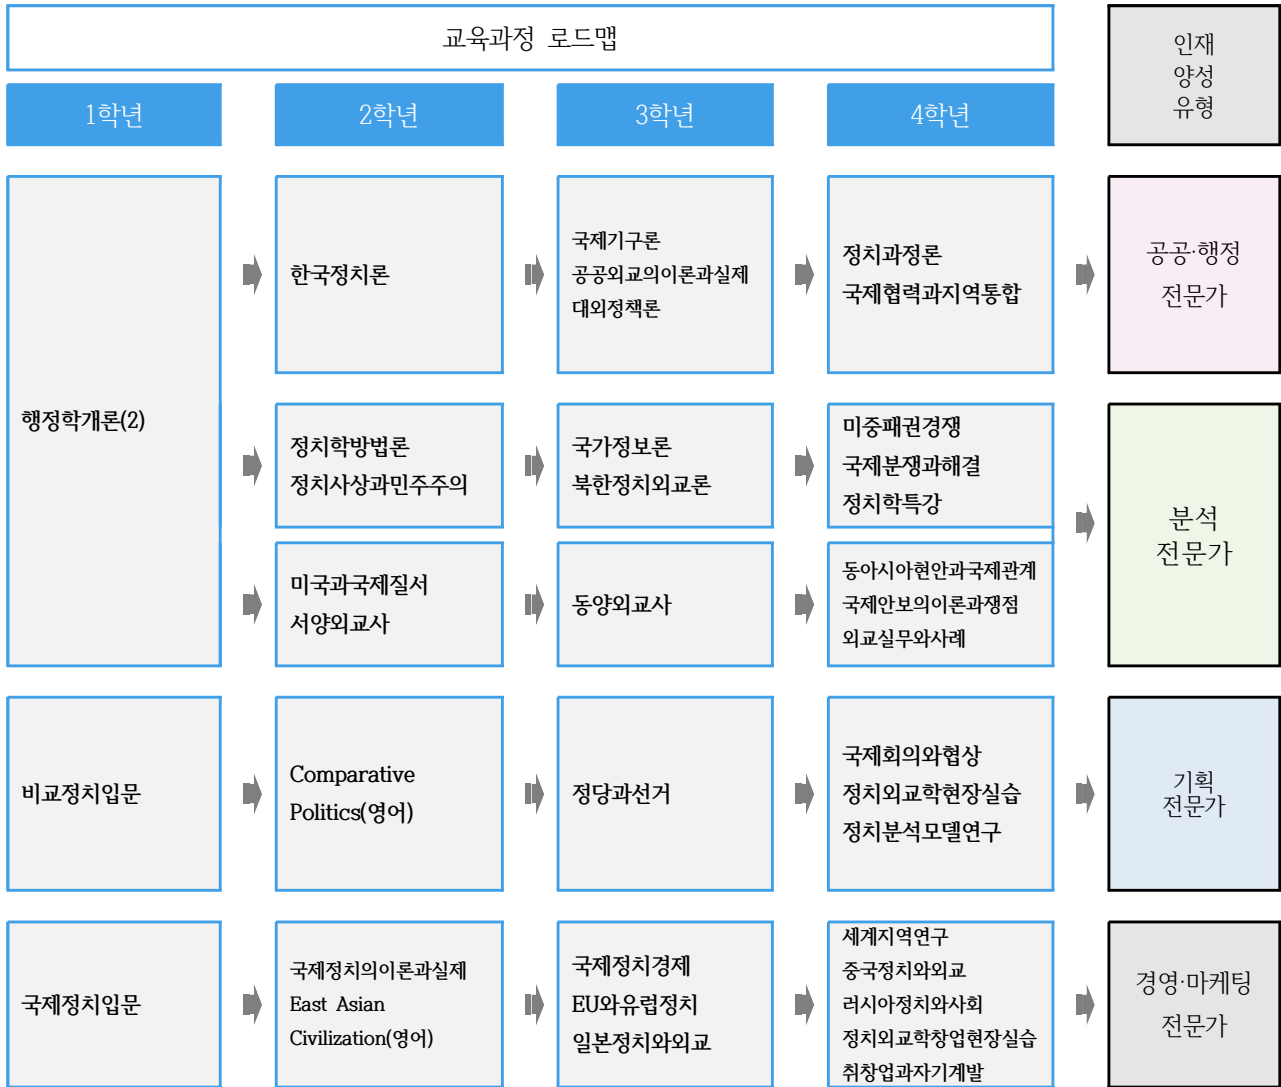 교육과정 로드맵
인재
양성
유형
1학년
2학년
3학년
4학년
행정학개론(2)
한국정치론
국제기구론
공공외교의이론과실제
대외정책론
정치과정론
국제협력과지역통합
공공·행정
전문가
정치학방법론
정치사상과민주주의
국가정보론
북한정치외교론
미중패권경쟁
국제분쟁과해결
정치학특강
분석
전문가
미국과국제질서
서양외교사
동양외교사
동아시아현안과국제관계
국제안보의이론과쟁점
외교실무와사례
비교정치입문
Comparative
Politics(영어)
정당과선거
국제회의와협상
정치외교학현장실습
정치분석모델연구
기획
전문가
국제정치입문
국제정치의이론과실제
East Asian
Civilization(영어)
국제정치경제
EU와유럽정치
일본정치와외교
세계지역연구
중국정치와외교
러시아정치와사회
정치외교학창업현장실습
취창업과자기계발
경영·마케팅
전문가